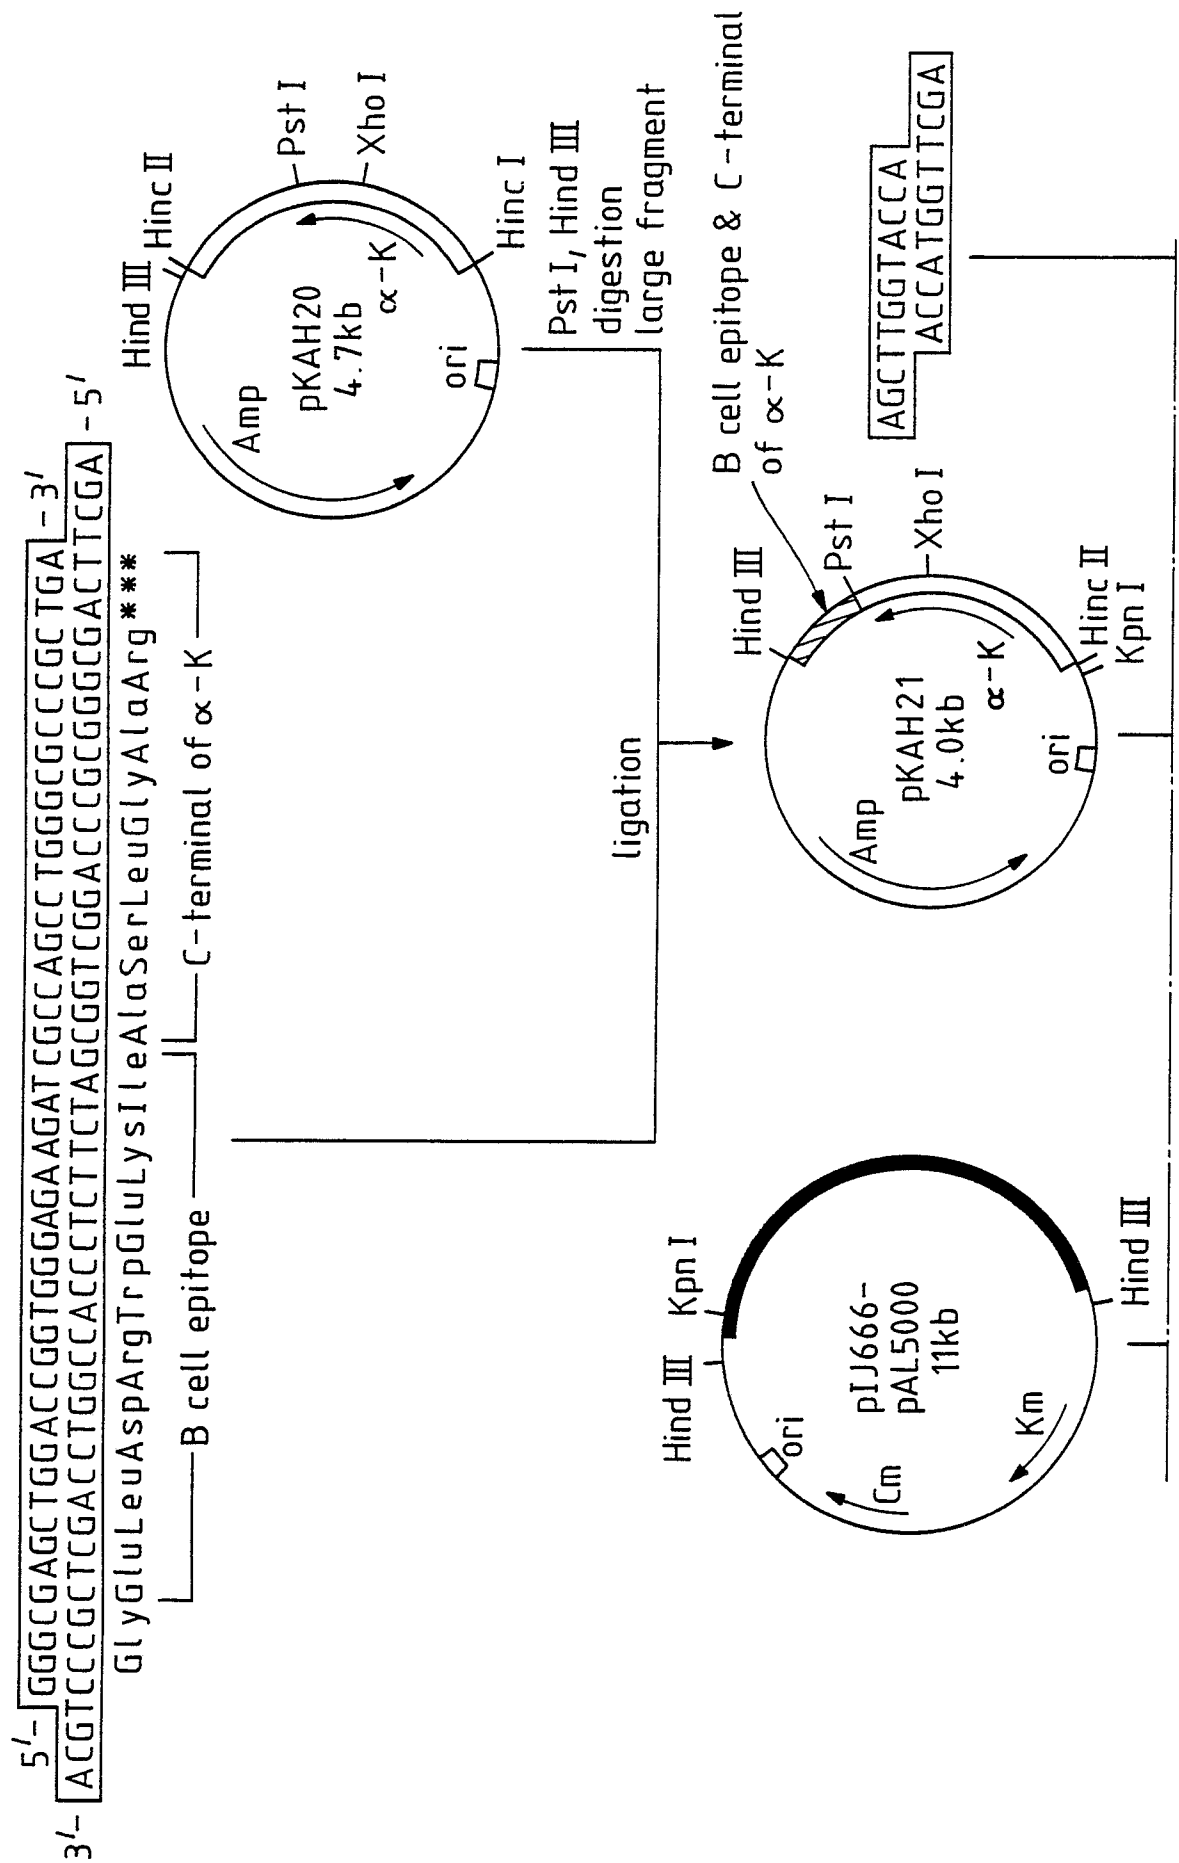 5'- GGGCGAGCTGGACCGGTGGGAGAAGATCGCCAGCCTGGGCGCCCGCTGA -3'
3'- ACGTCCCGCTCGACCTGGCCACCCTCTTCTAGCGGTCGGACCCGCGGGCGACTTCGA -5'
GlyGluLeuAspArgTrpGluLysIleAlaSerLeuGlyAlaArg***
B cell epitope
C-terminal of α-K
Hind III
Hinc II
Pst I
Xho I
Hinc I
Amp
pKAH20
4.7kb
α-K
ori
Pst I, Hind III
digestion
large fragment
ligation
Hind III
Kpn I
ori
Cm
pIJ666-
pAL5000
11kb
Km
Hind III
B cell epitope & C-terminal
of α-K
Hind III
Pst I
Xho I
Amp
pKAH21
4.0kb
α-K
ori
Hinc II
Kpn I
AGCTTGGTACCA
ACCATGGTTCGA